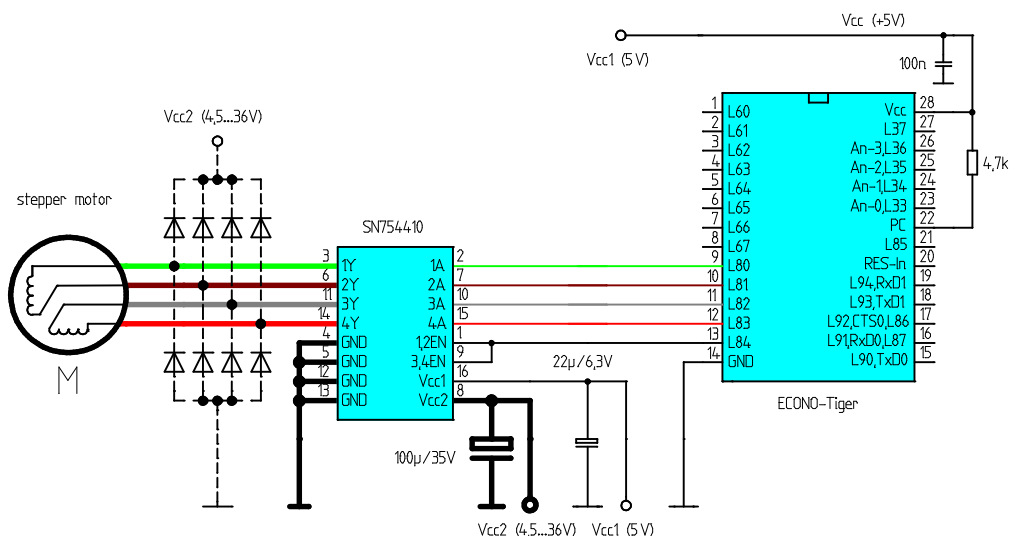 Vcc (+5V)
Vcc1 (5V)
100n
Vcc2 (4,5...36V)
stepper motor
M
SN754410
3 1Y 1A 2
6 2Y 2A 7
11 3Y 3A 10
14 4Y 4A 15
4 GND 1,2EN 1
5 GND 3,4EN 9
12 GND Vcc1 16
13 GND Vcc2 8
100µ/35V
22µ/6,3V
Vcc2 (4,5...36V)
Vcc1 (5V)
1 L60 Vcc 28
2 L61 L37 27
3 L62 An-3,L36 26
4 L63 An-2,L35 25
5 L64 An-1,L34 24
6 L65 An-0,L33 23
7 L66 PC 22
8 L67 L85 21
9 L80 RES-In 20
10 L81 L94,RxD1 19
11 L82 L93,TxD1 18
12 L83 L92,CTS0,L86 17
13 L84 L91,RxD0,L87 16
14 GND L90,TxD0 15
4,7k
ECONO-Tiger